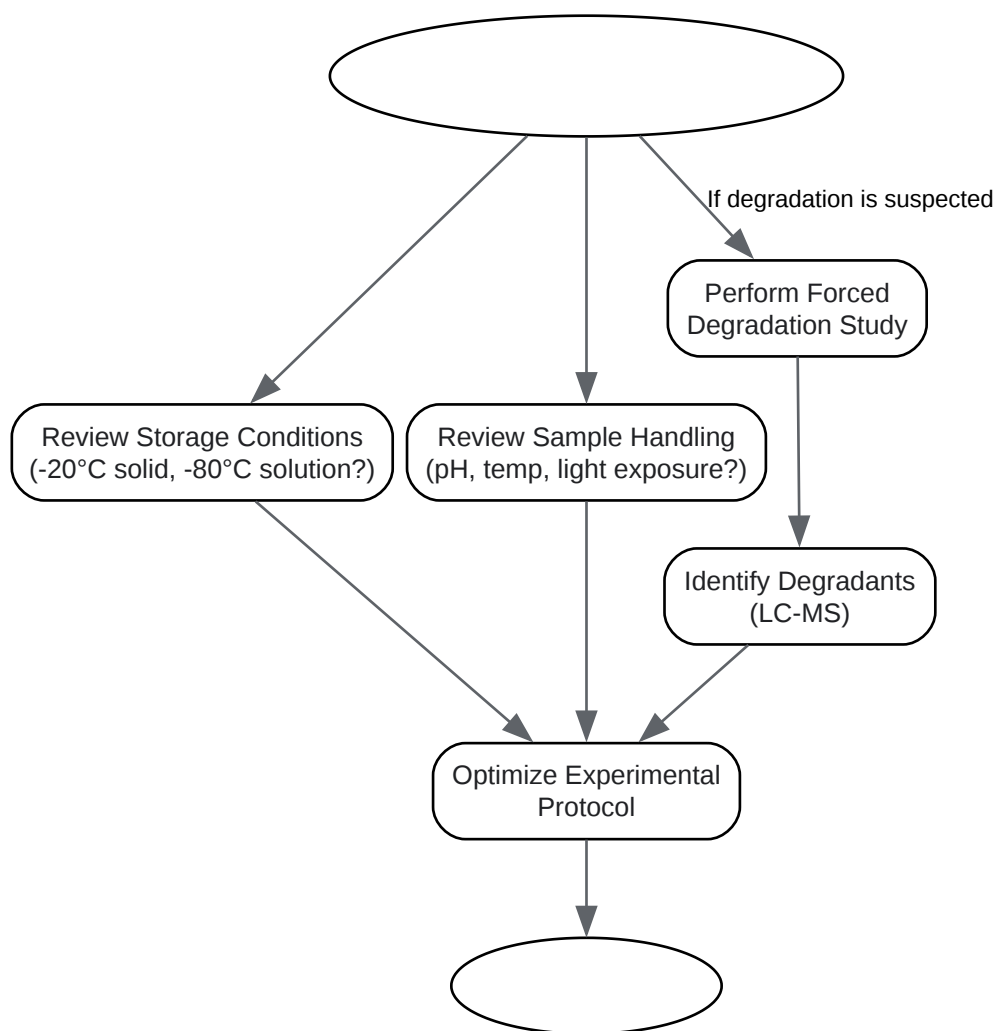 If degradation is suspected
Perform Forced
Degradation Study
Review Storage Conditions
(-20°C solid, -80°C solution?)
Review Sample Handling
(pH, temp, light exposure?)
Identify Degradants
(LC-MS)
Optimize Experimental
Protocol